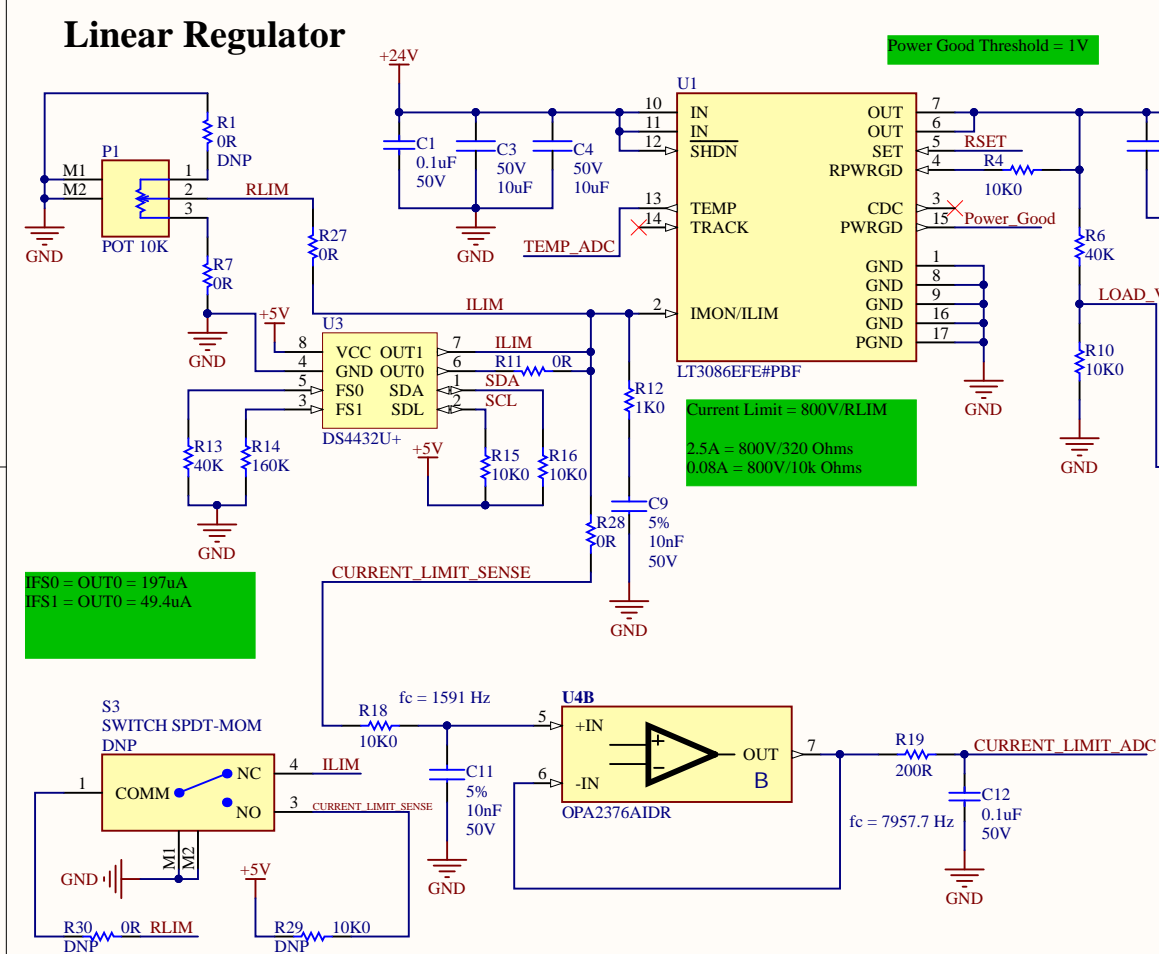 Linear Regulator
+24V
Power Good Threshold = 1V
U1
10 IN
11 IN
12 SHDN
13 TEMP
14 TRACK
2 IMON/ILIM
OUT 7
OUT 6
SET 5 RSET
RPWRGD 4
R4
10K0
CDC 3
PWRGD 15 Power_Good
GND 1
GND 8
GND 9
GND 16
PGND 17
LT3086EFE#PBF
GND
R1
0R
DNP
P1
M1
M2
1
2
3
POT 10K
GND
RLIM
R27
0R
R7
0R
GND
C1
0.1uF
50V
C3
50V
10uF
C4
50V
10uF
GND
TEMP_ADC
R6
40K
LOAD_V
R10
10K0
GND
ILIM
+5V
U3
8 VCC OUT1 7 ILIM
4 GND OUT0 6 R11 0R
5 FS0 SDA 1 SDA
3 FS1 SDL 2 SCL
DS4432U+
R13
40K
R14
160K
GND
+5V
R15
10K0
R16
10K0
R12
1K0
C9
5%
10nF
50V
GND
R28
0R
Current Limit = 800V/RLIM
2.5A = 800V/320 Ohms
0.08A = 800V/10k Ohms
CURRENT_LIMIT_SENSE
IFS0 = OUT0 = 197uA
IFS1 = OUT0 = 49.4uA
S3
SWITCH SPDT-MOM
DNP
1 COMM
NC 4 ILIM
NO 3 CURRENT_LIMIT_SENSE
M1
M2
GND
+5V
R30 0R RLIM
DNP
R29 10K0
DNP
R18
10K0
fc = 1591 Hz
C11
5%
10nF
50V
GND
U4B
5 +IN
6 -IN
OUT 7
B
OPA2376AIDR
R19
200R
CURRENT_LIMIT_ADC
fc = 7957.7 Hz
C12
0.1uF
50V
GND